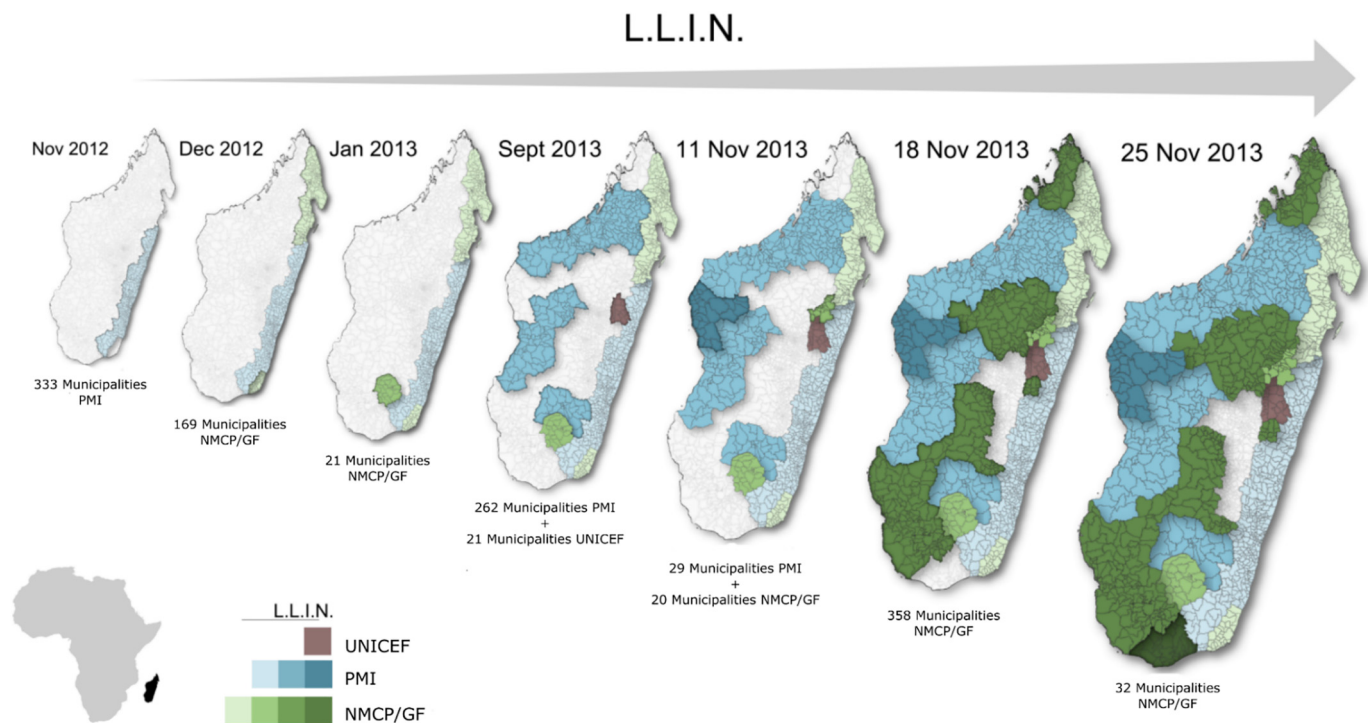 L.L.I.N.
Nov 2012
Dec 2012
Jan 2013
Sept 2013
11 Nov 2013
18 Nov 2013
25 Nov 2013
333 Municipalities
PMI
169 Municipalities
NMCP/GF
21 Municipalities
NMCP/GF
262 Municipalities PMI
+
21 Municipalities UNICEF
29 Municipalities PMI
+
20 Municipalities NMCP/GF
358 Municipalities
NMCP/GF
32 Municipalities
NMCP/GF
L.L.I.N.
UNICEF
PMI
NMCP/GF